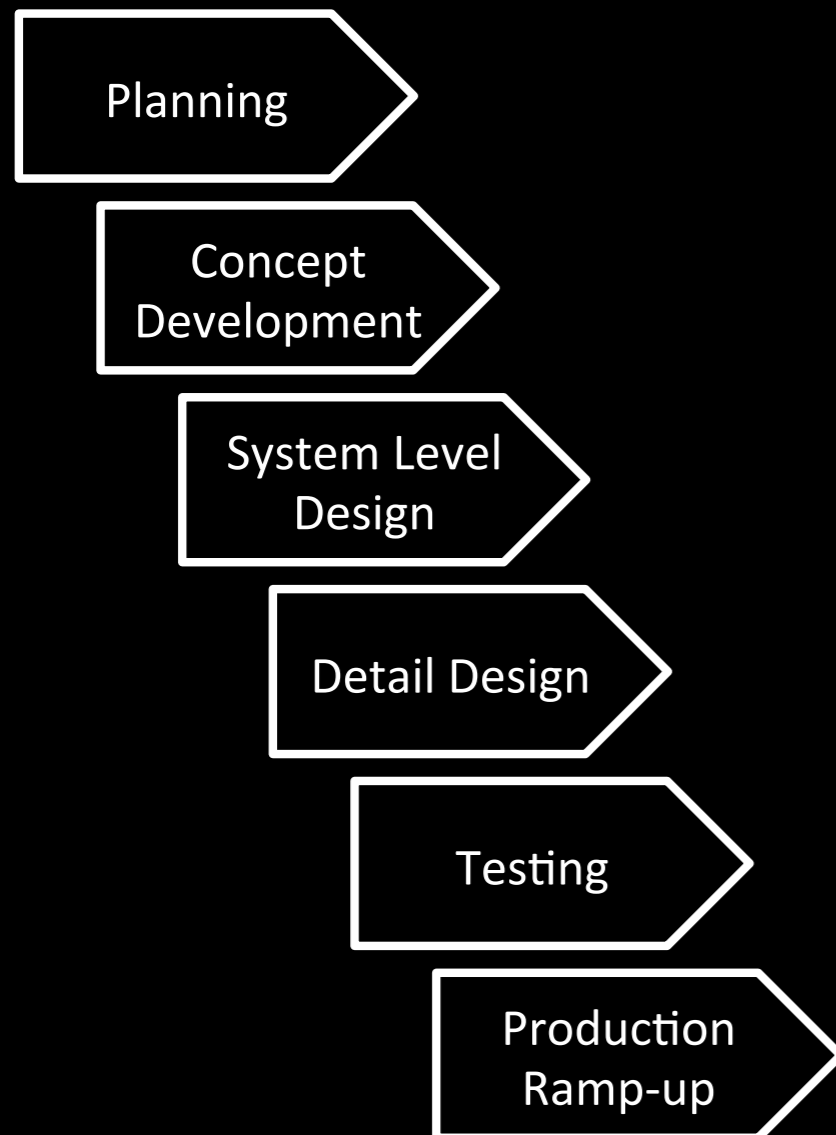 Planning
Concept
Development
System Level
Design
Detail Design
Testing
Production
Ramp-up